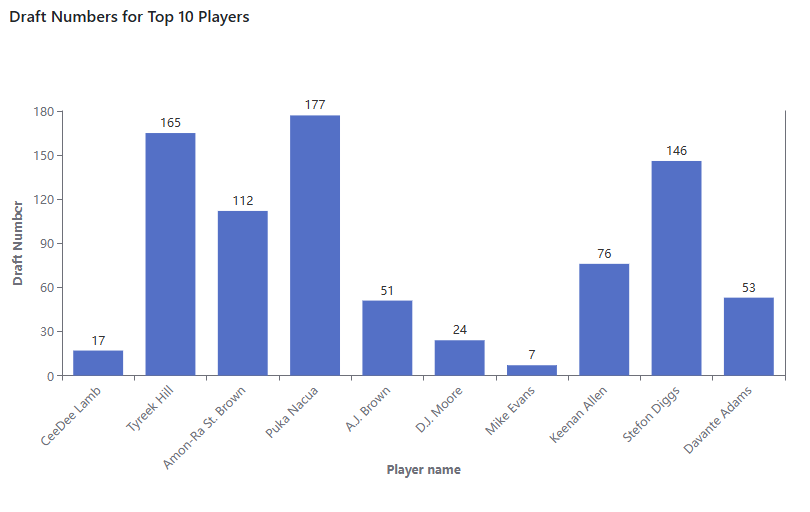 Draft Numbers for Top 10 Players
Draft Number
180
150
120
90
60
30
0
17
165
112
177
51
24
7
76
146
53
CeeDee Lamb
Tyreek Hill
Amon-Ra St. Brown
Puka Nacua
A.J. Brown
D.J. Moore
Mike Evans
Keenan Allen
Stefon Diggs
Davante Adams
Player name